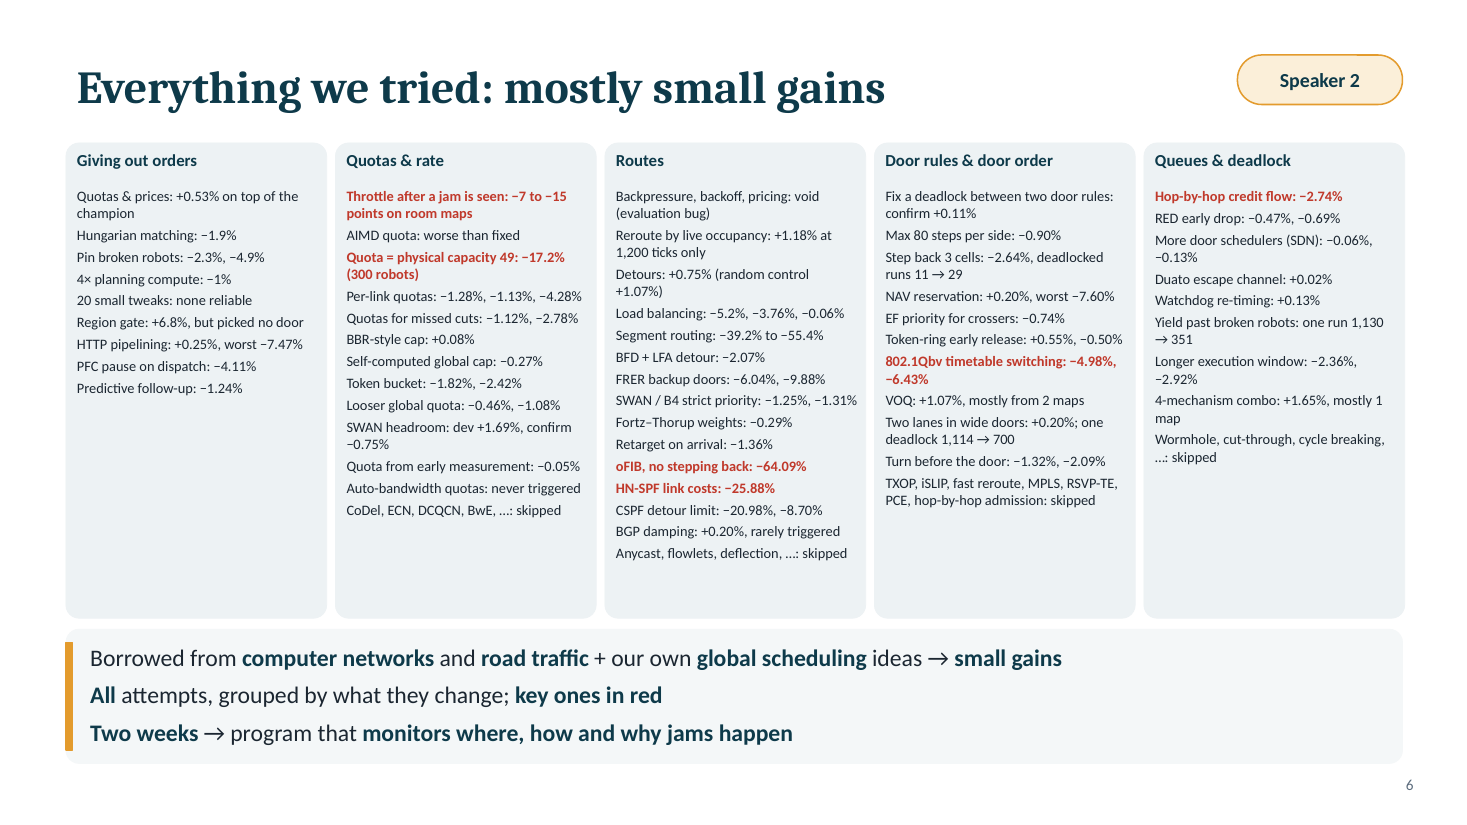 Everything we tried: mostly small gains
Speaker 2
Giving out orders
Quotas & prices: +0.53% on top of the
champion
Hungarian matching: −1.9%
Pin broken robots: −2.3%, −4.9%
4× planning compute: −1%
20 small tweaks: none reliable
Region gate: +6.8%, but picked no door
HTTP pipelining: +0.25%, worst −7.47%
PFC pause on dispatch: −4.11%
Predictive follow-up: −1.24%
Quotas & rate
Throttle after a jam is seen: −7 to −15
points on room maps
AIMD quota: worse than fixed
Quota = physical capacity 49: −17.2%
(300 robots)
Per-link quotas: −1.28%, −1.13%, −4.28%
Quotas for missed cuts: −1.12%, −2.78%
BBR-style cap: +0.08%
Self-computed global cap: −0.27%
Token bucket: −1.82%, −2.42%
Looser global quota: −0.46%, −1.08%
SWAN headroom: dev +1.69%, confirm
−0.75%
Quota from early measurement: −0.05%
Auto-bandwidth quotas: never triggered
CoDel, ECN, DCQCN, BwE, …: skipped
Routes
Backpressure, backoff, pricing: void
(evaluation bug)
Reroute by live occupancy: +1.18% at
1,200 ticks only
Detours: +0.75% (random control
+1.07%)
Load balancing: −5.2%, −3.76%, −0.06%
Segment routing: −39.2% to −55.4%
BFD + LFA detour: −2.07%
FRER backup doors: −6.04%, −9.88%
SWAN / B4 strict priority: −1.25%, −1.31%
Fortz–Thorup weights: −0.29%
Retarget on arrival: −1.36%
oFIB, no stepping back: −64.09%
HN-SPF link costs: −25.88%
CSPF detour limit: −20.98%, −8.70%
BGP damping: +0.20%, rarely triggered
Anycast, flowlets, deflection, …: skipped
Door rules & door order
Fix a deadlock between two door rules:
confirm +0.11%
Max 80 steps per side: −0.90%
Step back 3 cells: −2.64%, deadlocked
runs 11 → 29
NAV reservation: +0.20%, worst −7.60%
EF priority for crossers: −0.74%
Token-ring early release: +0.55%, −0.50%
802.1Qbv timetable switching: −4.98%,
−6.43%
VOQ: +1.07%, mostly from 2 maps
Two lanes in wide doors: +0.20%; one
deadlock 1,114 → 700
Turn before the door: −1.32%, −2.09%
TXOP, iSLIP, fast reroute, MPLS, RSVP-TE,
PCE, hop-by-hop admission: skipped
Queues & deadlock
Hop-by-hop credit flow: −2.74%
RED early drop: −0.47%, −0.69%
More door schedulers (SDN): −0.06%,
−0.13%
Duato escape channel: +0.02%
Watchdog re-timing: +0.13%
Yield past broken robots: one run 1,130
→ 351
Longer execution window: −2.36%,
−2.92%
4-mechanism combo: +1.65%, mostly 1
map
Wormhole, cut-through, cycle breaking,
…: skipped
Borrowed from computer networks and road traffic + our own global scheduling ideas → small gains
All attempts, grouped by what they change; key ones in red
Two weeks → program that monitors where, how and why jams happen
6